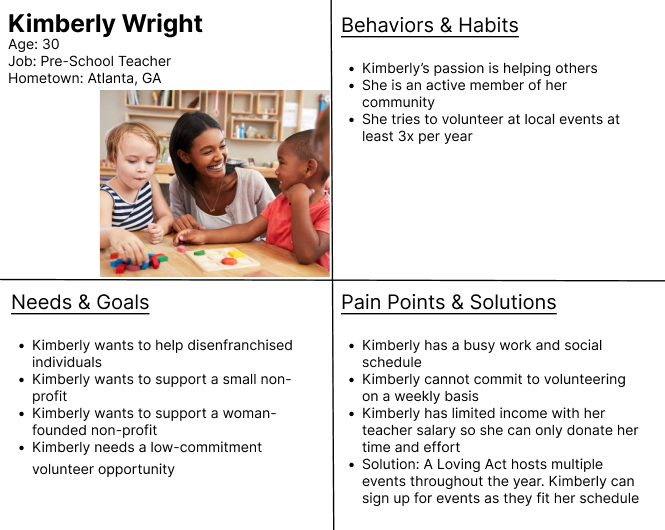 Kimberly Wright
Age: 30
Job: Pre-School Teacher
Hometown: Atlanta, GA
Behaviors & Habits
• Kimberly’s passion is helping others
• She is an active member of her
community
• She tries to volunteer at local events at
least 3x per year
Needs & Goals
• Kimberly wants to help disenfranchised
individuals
• Kimberly wants to support a small non-
profit
• Kimberly wants to support a woman-
founded non-profit
• Kimberly needs a low-commitment
volunteer opportunity
Pain Points & Solutions
• Kimberly has a busy work and social
schedule
• Kimberly cannot commit to volunteering
on a weekly basis
• Kimberly has limited income with her
teacher salary so she can only donate her
time and effort
• Solution: A Loving Act hosts multiple
events throughout the year. Kimberly can
sign up for events as they fit her schedule